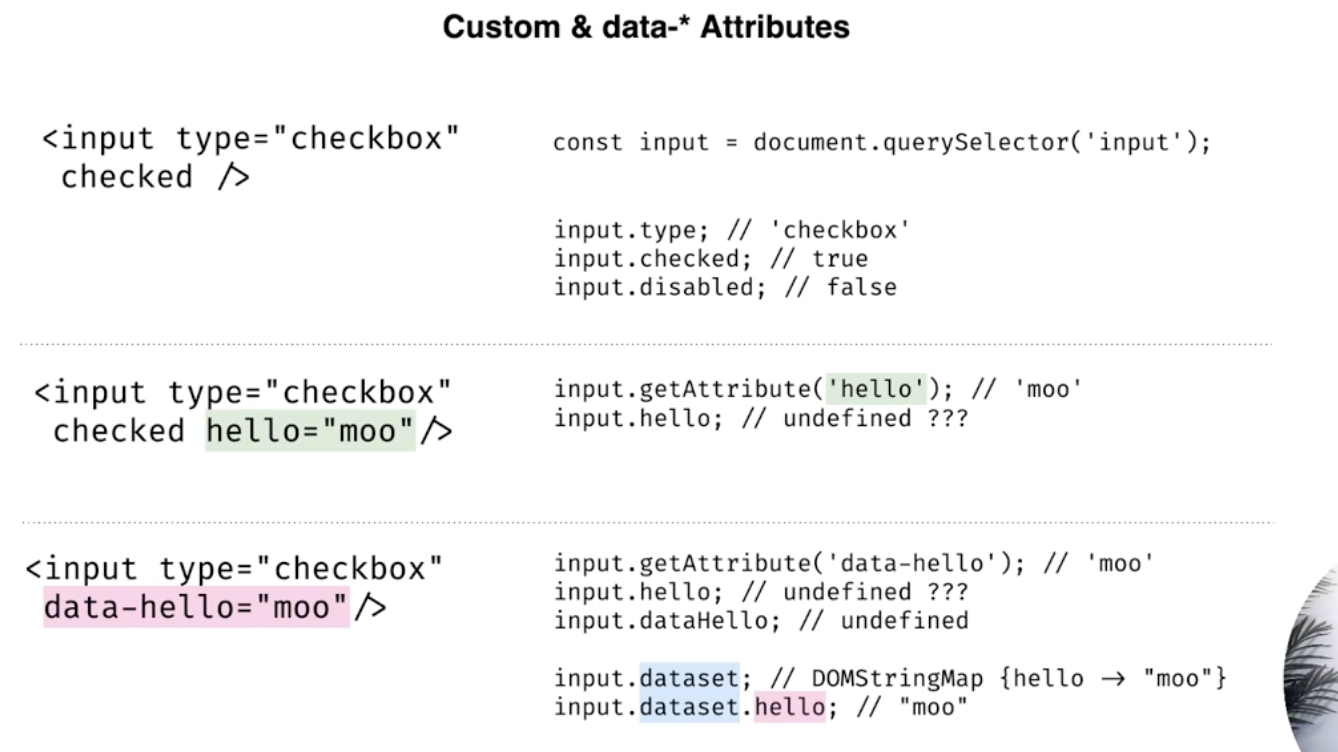 Custom & data-* Attributes
<input type="checkbox"
checked />
const input = document.querySelector('input');
input.type; // 'checkbox'
input.checked; // true
input.disabled; // false
<input type="checkbox"
checked hello="moo"/>
input.getAttribute('hello'); // 'moo'
input.hello; // undefined ???
<input type="checkbox"
data-hello="moo"/>
input.getAttribute('data-hello'); // 'moo'
input.hello; // undefined ???
input.dataHello; // undefined
input.dataset; // DOMStringMap {hello → "moo"}
input.dataset.hello; // "moo"